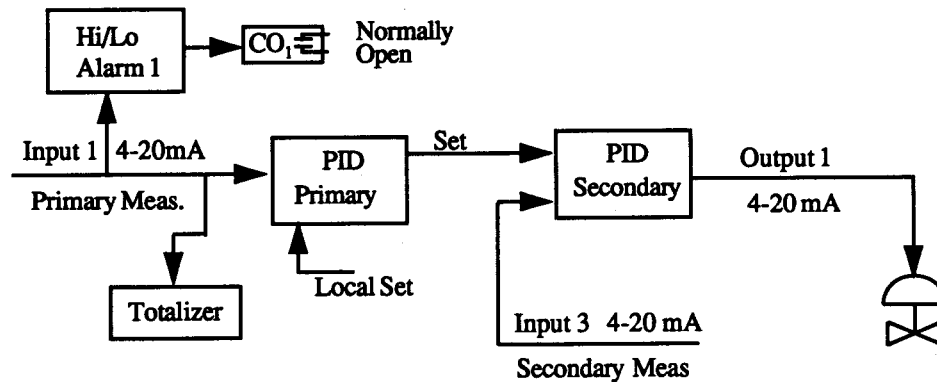 Hi/Lo
Alarm 1
CO1
Normally
Open
Input 1 4-20mA
Primary Meas.
PID
Primary
Set
PID
Secondary
Output 1
4-20 mA
Local Set
Totalizer
Input 3 4-20 mA
Secondary Meas